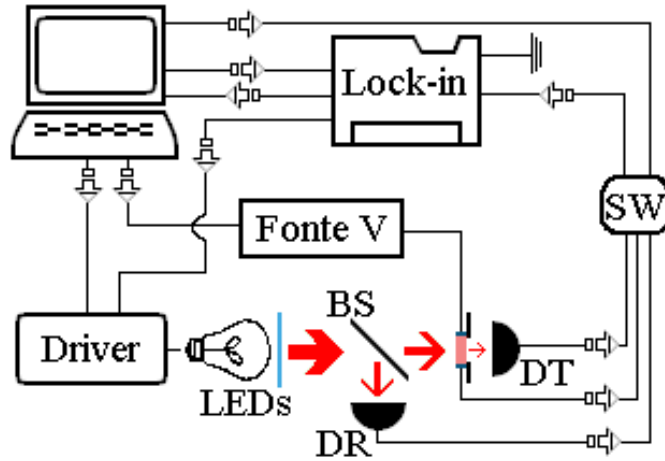 Lock-in
SW
Fonte V
BS
Driver
LEDs
DT
DR